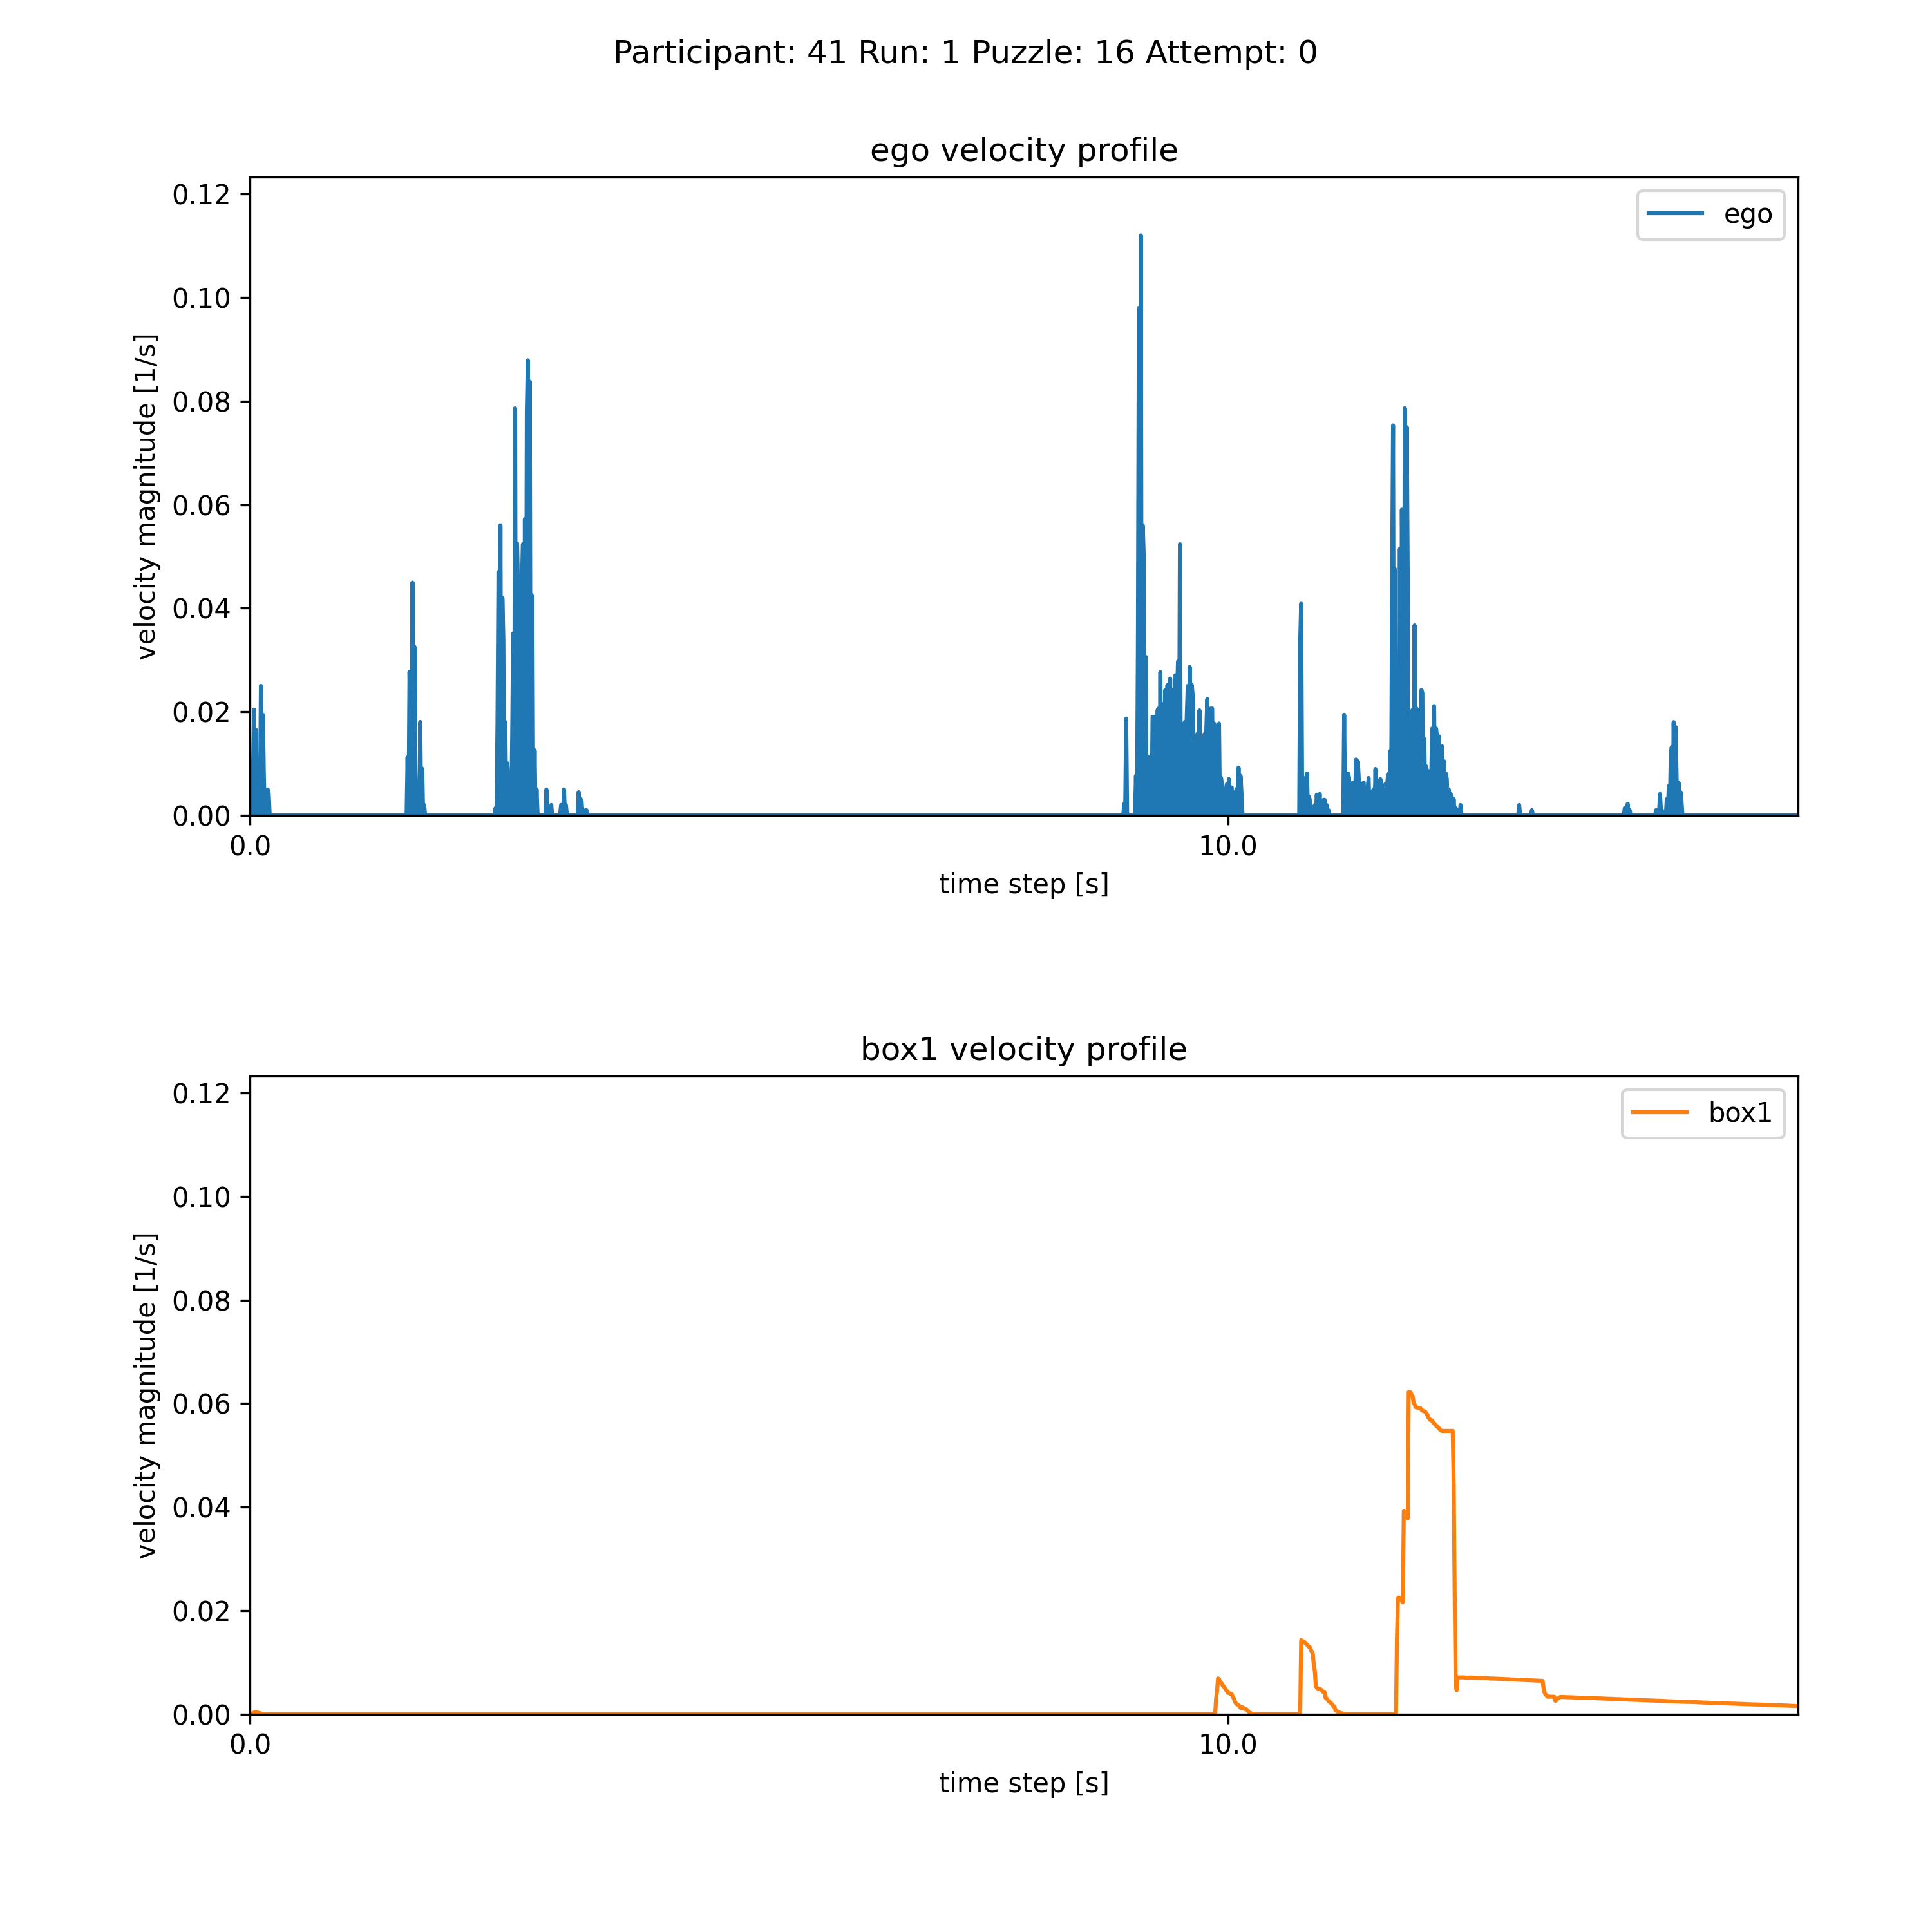 Participant: 41 Run: 1 Puzzle: 16 Attempt: 0
ego velocity profile
ego
velocity magnitude [1/s]
0.12
0.10
0.08
0.06
0.04
0.02
0.00
0.0
10.0
time step [s]
box1 velocity profile
box1
velocity magnitude [1/s]
0.12
0.10
0.08
0.06
0.04
0.02
0.00
0.0
10.0
time step [s]